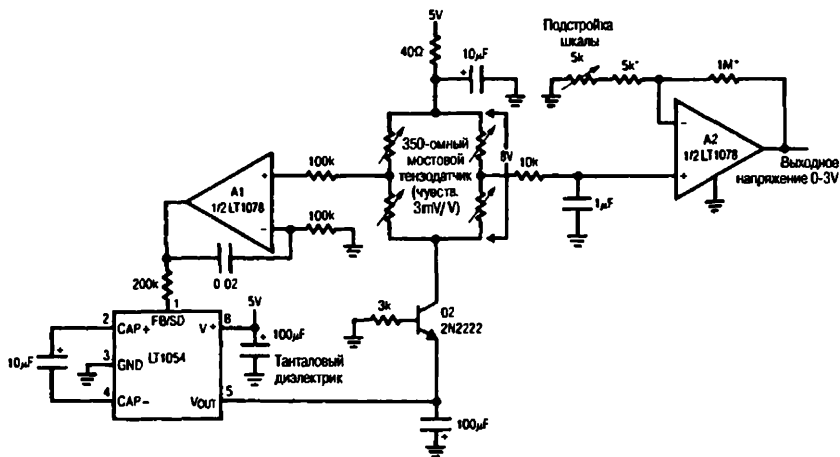 5V
40Ω
10μF
+
Подстройка
шкалы
5k
5k*
1M*
350-омный
мостовой
тензодатчик
(чувств.
3mV/V)
8V
10k
1μF
−
+
A2
1/2 LT1078
Выходное
напряжение 0-3V
100k
+
−
A1
1/2 LT1078
100k
0.02
200k
1
FB/SD
2
CAP+
V+
8
5V
+
100μF
Танталовый
диэлектрик
10μF
+
3
GND
LT1054
4
CAP−
VOUT
5
3k
Q2
2N2222
100μF
+